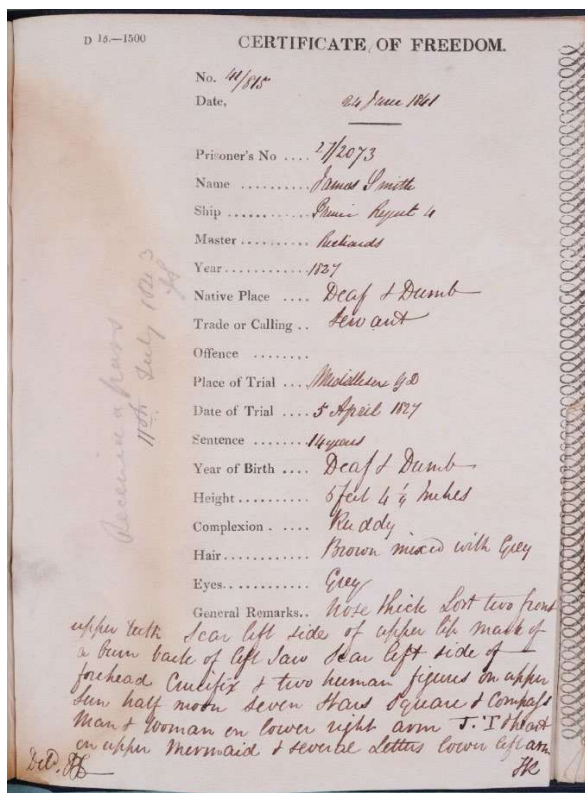 D 15.—1500
CERTIFICATE OF FREEDOM.
No. 41/815
Date, 24 June 1841
Prisoner's No .... 27/2073
Name .......... James Smith
Ship ............ Regent 4
Master .......... Richards
Year............ 1827
Native Place .... Deaf & Dumb
Trade or Calling .. Servant
Offence .......
Place of Trial .... Middlesex GD
Date of Trial .... 5 April 1827
Sentence ....... 14 years
Year of Birth .... Deaf & Dumb
Height.......... 5 feet 4 1/4 Inches
Complexion . ..... Ruddy
Hair............ Brown mixed with Grey
Eyes............ Grey
General Remarks.. Nose thick Lost two front
upper teeth Scar left side of upper lip mark of
a burn back of left Jaw Scar left side of
forehead Crucifix & two human figures on upper
Sun half moon seven Stars Square & Compass
Man & Woman on lower right arm J. T & heart
on upper Mermaid & several Letters lower left arm
11th July 1843